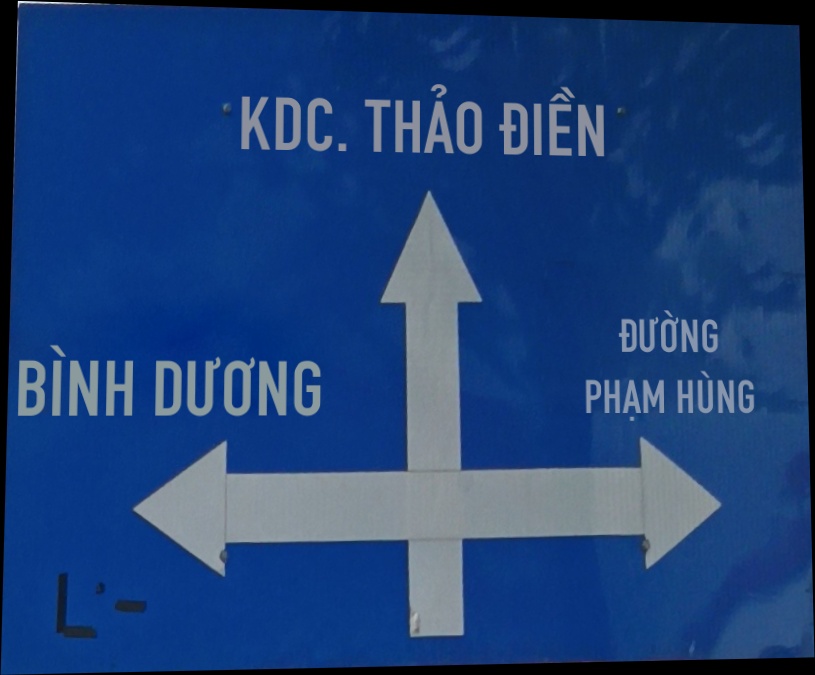 KDC. THẢO ĐIỀN
BÌNH DƯƠNG
ĐƯỜNG
PHẠM HÙNG